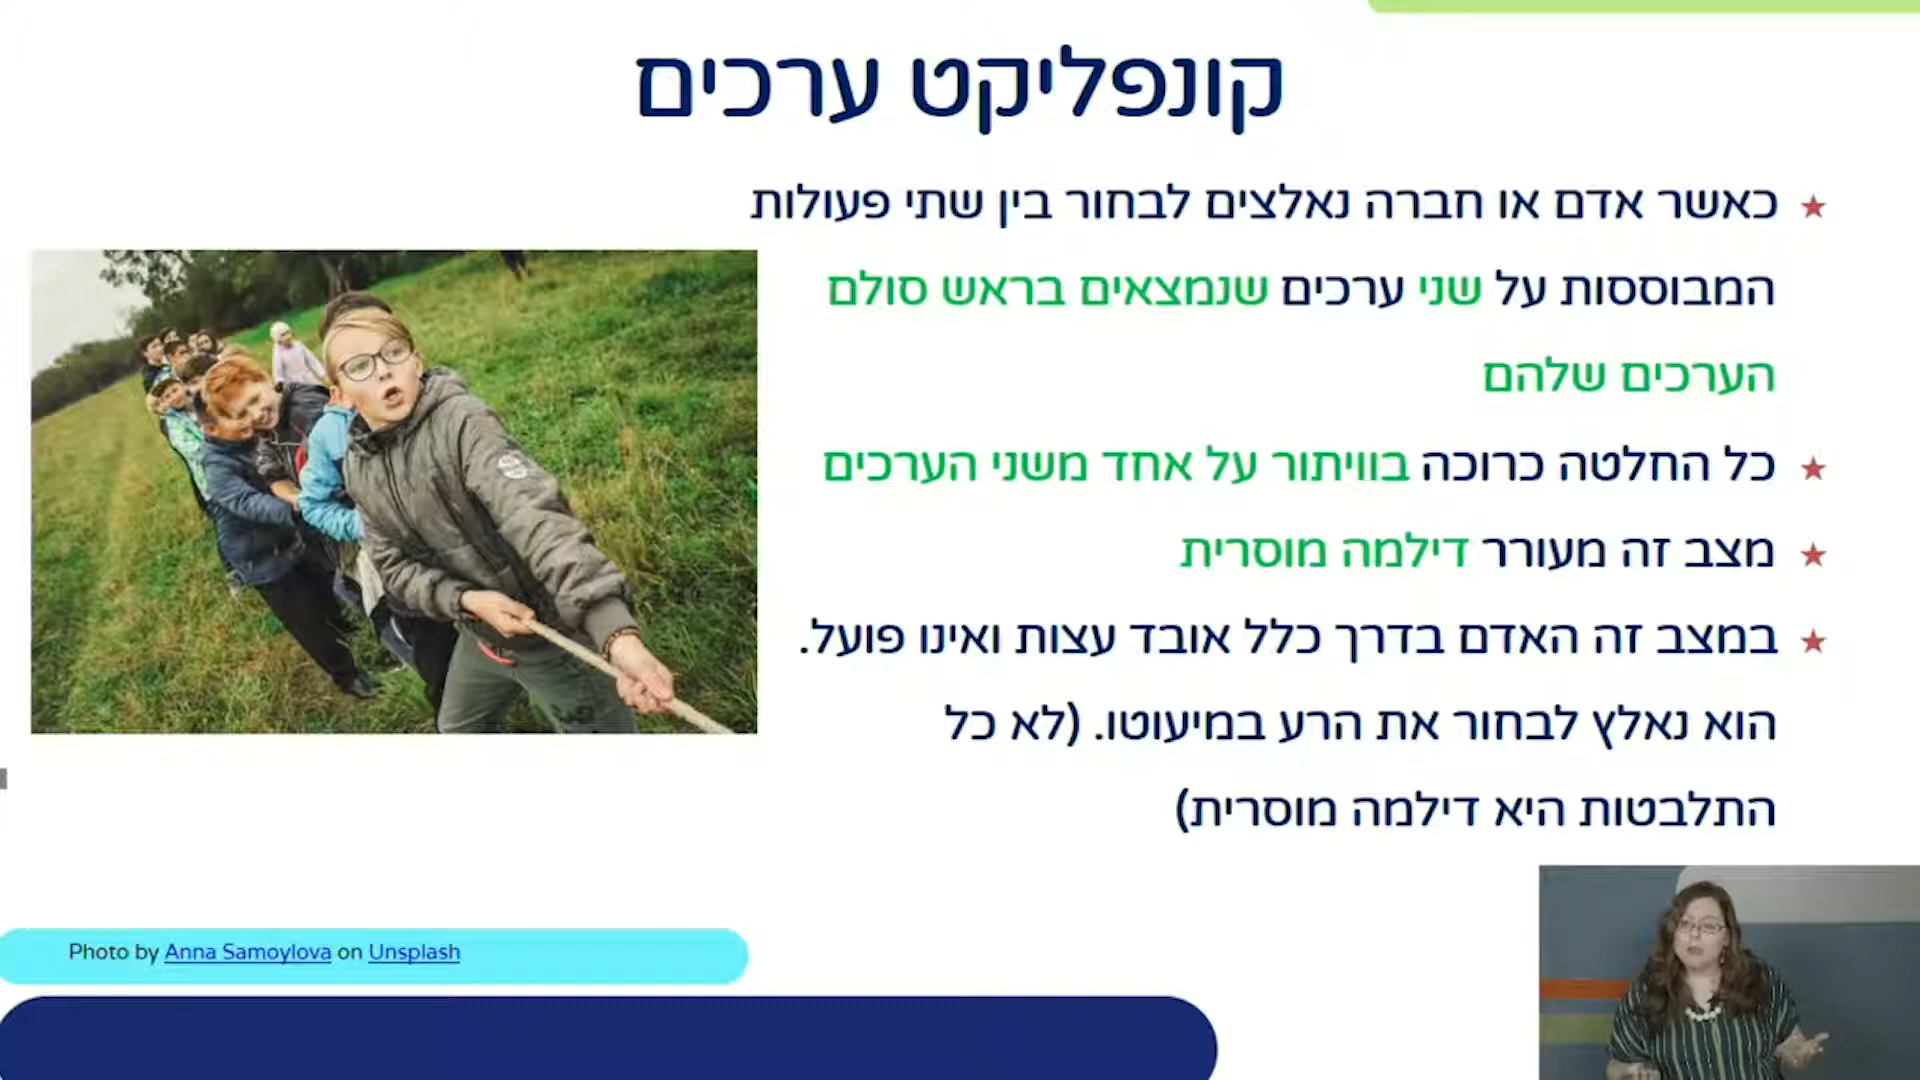 קונפליקט ערכים
כאשר אדם או חברה נאלצים לבחור בין שתי פעולות
המבוססות על שני ערכים שנמצאים בראש סולם
הערכים שלהם
כל החלטה כרוכה בוויתור על אחד משני הערכים
מצב זה מעורר דילמה מוסרית
במצב זה האדם בדרך כלל אובד עצות ואינו פועל.
הוא נאלץ לבחור את הרע במיעוטו. (לא כל
התלבטות היא דילמה מוסרית)
Photo by Anna Samoylova on Unsplash